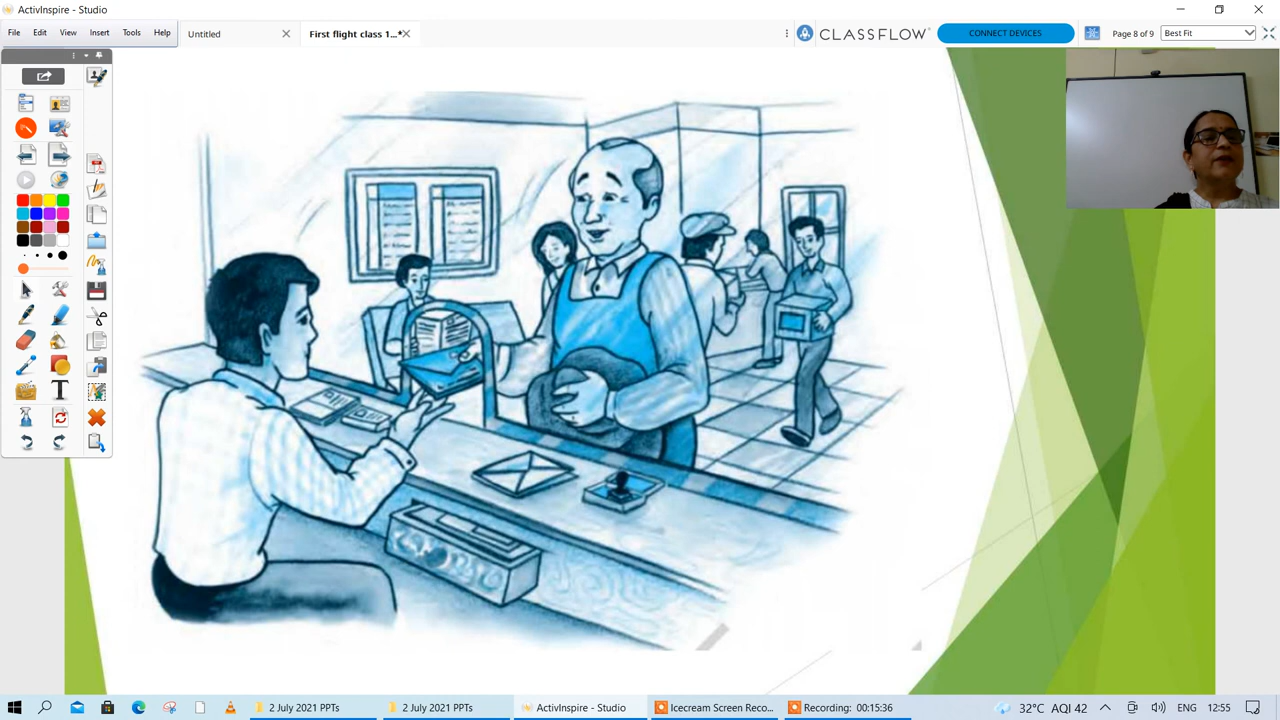 ActivInspire - Studio
File Edit View Insert Tools Help
Untitled
First flight class 1...*
CLASSFLOW
CONNECT DEVICES
Page 8 of 9
Best Fit
2 July 2021 PPTs
2 July 2021 PPTs
ActivInspire - Studio
Icecream Screen Reco...
Recording: 00:15:36
32°C AQI 42
ENG
12:55